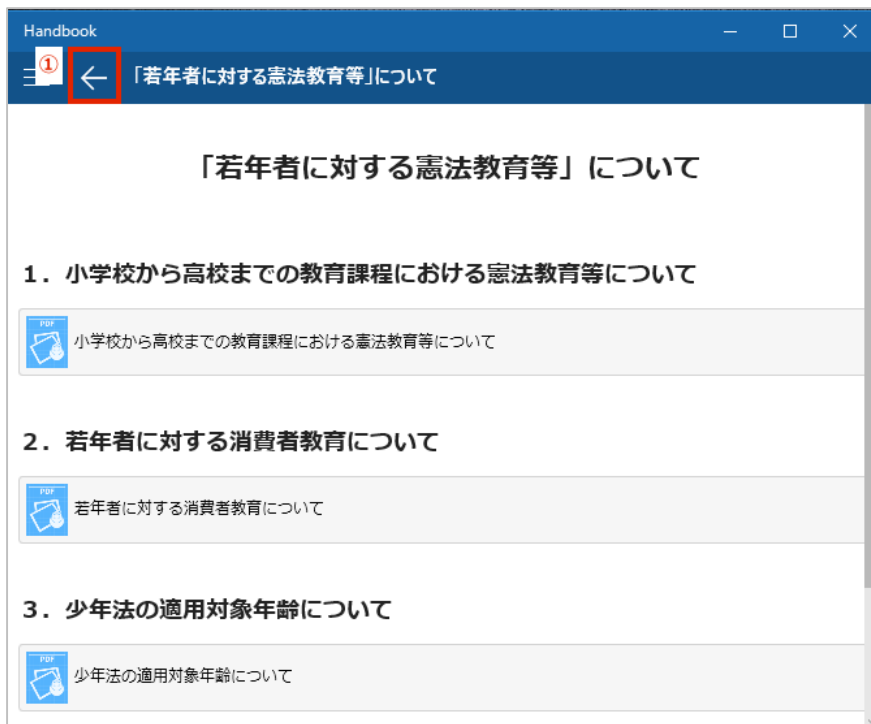 Handbook
①
「若年者に対する憲法教育等」について
「若年者に対する憲法教育等」について
1．小学校から高校までの教育課程における憲法教育等について
PDF
小学校から高校までの教育課程における憲法教育等について
2．若年者に対する消費者教育について
PDF
若年者に対する消費者教育について
3．少年法の適用対象年齢について
PDF
少年法の適用対象年齢について